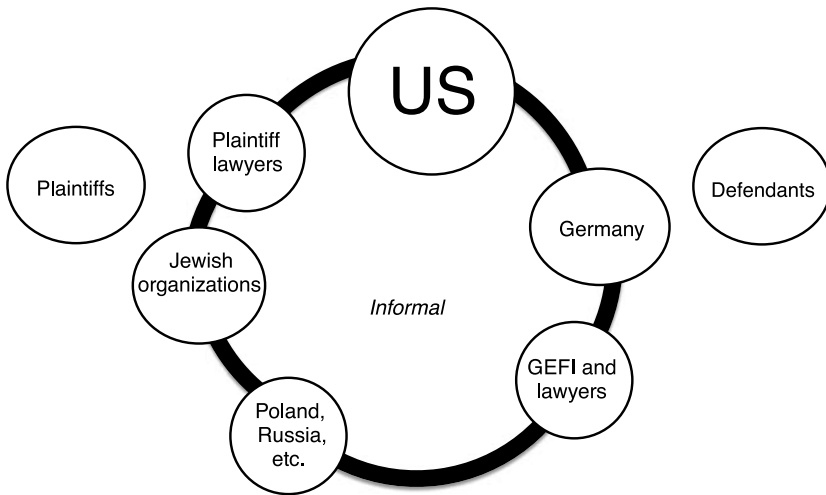 US
Plaintiff
lawyers
Plaintiffs
Defendants
Germany
Jewish
organizations
Informal
GEFI and
lawyers
Poland,
Russia,
etc.